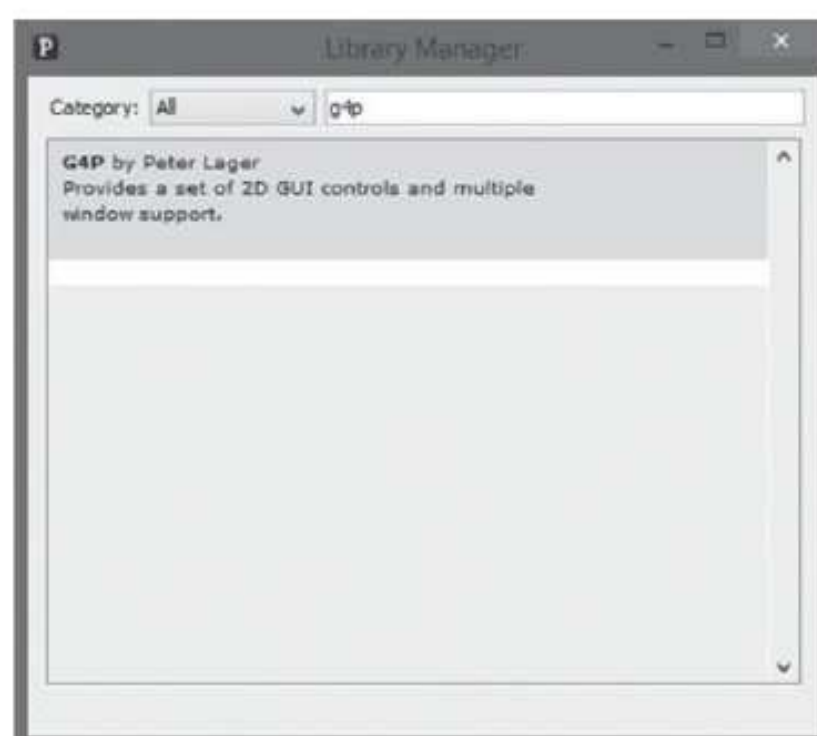 P Library Manager
Category: All g4p
G4P by Peter Lager
Provides a set of 2D GUI controls and multiple
window support.